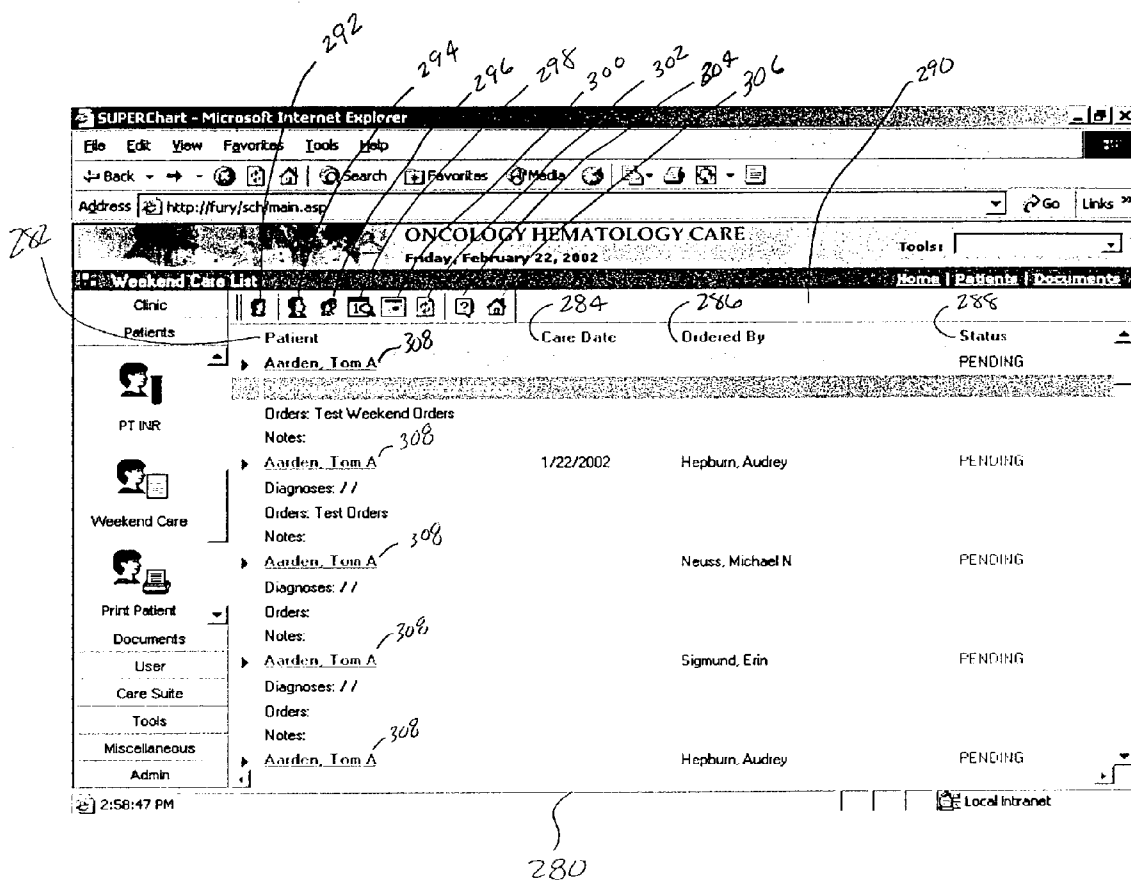 292 294 296 298 300 302 304 306 290
SUPERChart - Microsoft Internet Explorer
File Edit View Favorites Tools Help
Back Search Favorites Media
Address http://fury/sch/main.asp Go Links
282
ONCOLOGY HEMATOLOGY CARE
Friday, February 22, 2002
Tools:
Weekend Care List Home | Patients | Documents
Clinic
Patients
PT INR
Weekend Care
Print Patient
Documents
User
Care Suite
Tools
Miscellaneous
Admin
284 286 288
Patient Care Date Ordered By Status
Aarden, Tom A 308 PENDING
Orders: Test Weekend Orders
Notes:
Aarden, Tom A 308 1/22/2002 Hepburn, Audrey PENDING
Diagnoses: / /
Orders: Test Orders
Notes:
Aarden, Tom A 308 Neuss, Michael N PENDING
Diagnoses: / /
Orders:
Notes:
Aarden, Tom A 308 Sigmund, Erin PENDING
Diagnoses: / /
Orders:
Notes:
Aarden, Tom A 308 Hepburn, Audrey PENDING
2:58:47 PM Local intranet
280